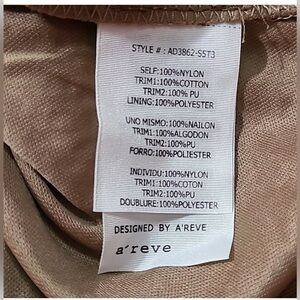 STYLE # : AD3862-S5T3
SELF:100%NYLON
TRIM1:100%COTTON
TRIM2:100% PU
LINING:100%POLYESTER
UNO MISMO:100%NAILON
TRIM1:100%ALGODON
TRIM2:100% PU
FORRO:100%POLIESTER
INDIVIDU:100%NYLON
TRIM1:100%COTON
TRIM2:100% PU
DOUBLURE:100%POLYESTER
DESIGNED BY A'REVE
a'reve